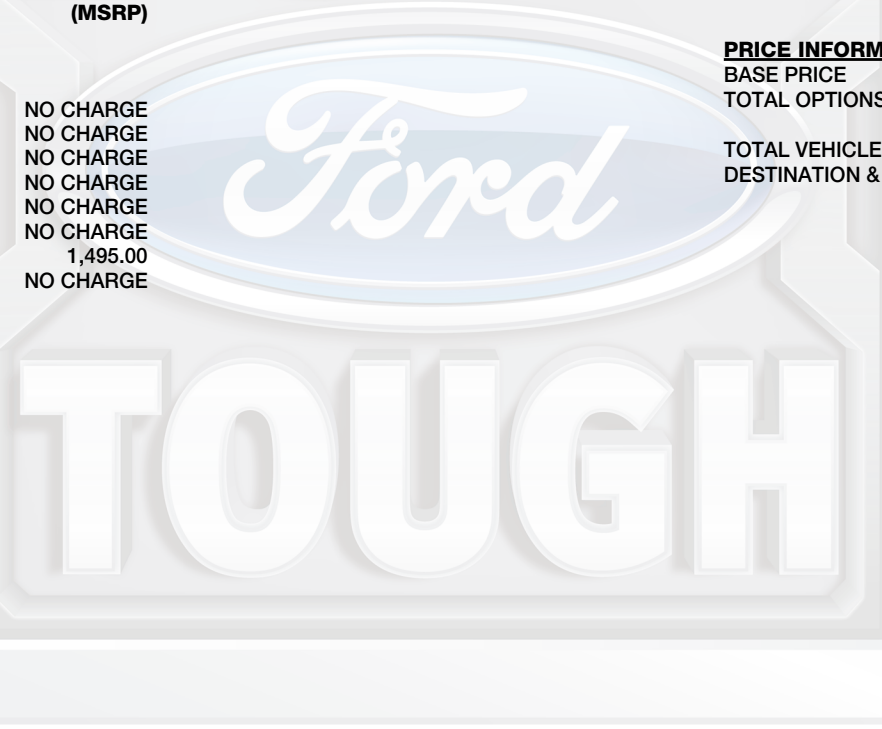 (MSRP)
NO CHARGE
NO CHARGE
NO CHARGE
NO CHARGE
NO CHARGE
NO CHARGE
1,495.00
NO CHARGE
PRICE INFORM
BASE PRICE
TOTAL OPTIONS
TOTAL VEHICLE
DESTINATION &
Ford
TOUGH